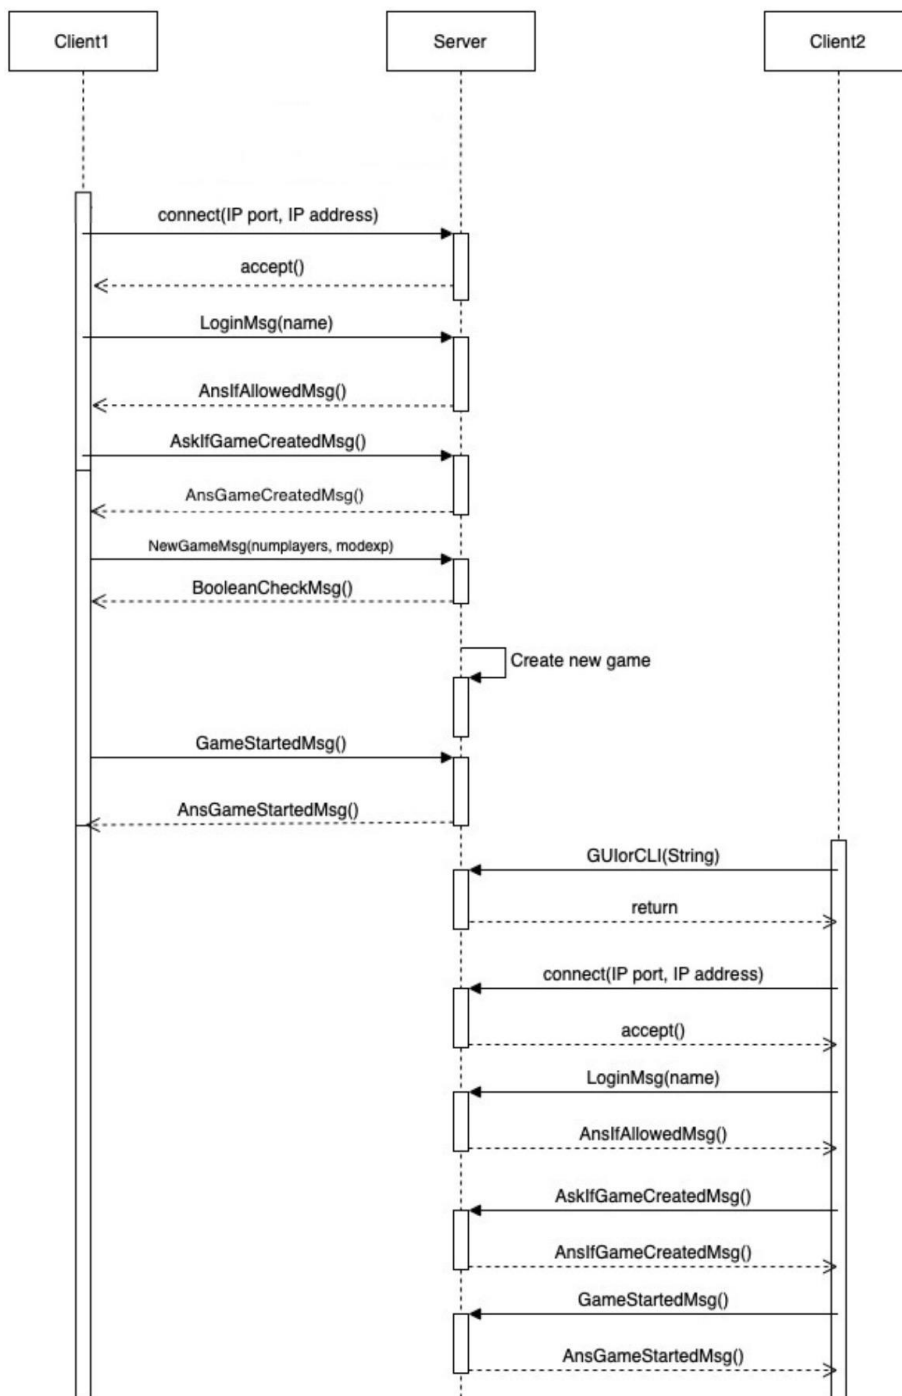 Client1
Server
Client2
connect(IP port, IP address)
accept()
LoginMsg(name)
AnsIfAllowedMsg()
AskIfGameCreatedMsg()
AnsGameCreatedMsg()
NewGameMsg(numplayers, modexp)
BooleanCheckMsg()
Create new game
GameStartedMsg()
AnsGameStartedMsg()
GUIorCLI(String)
return
connect(IP port, IP address)
accept()
LoginMsg(name)
AnsIfAllowedMsg()
AskIfGameCreatedMsg()
AnsIfGameCreatedMsg()
GameStartedMsg()
AnsGameStartedMsg()